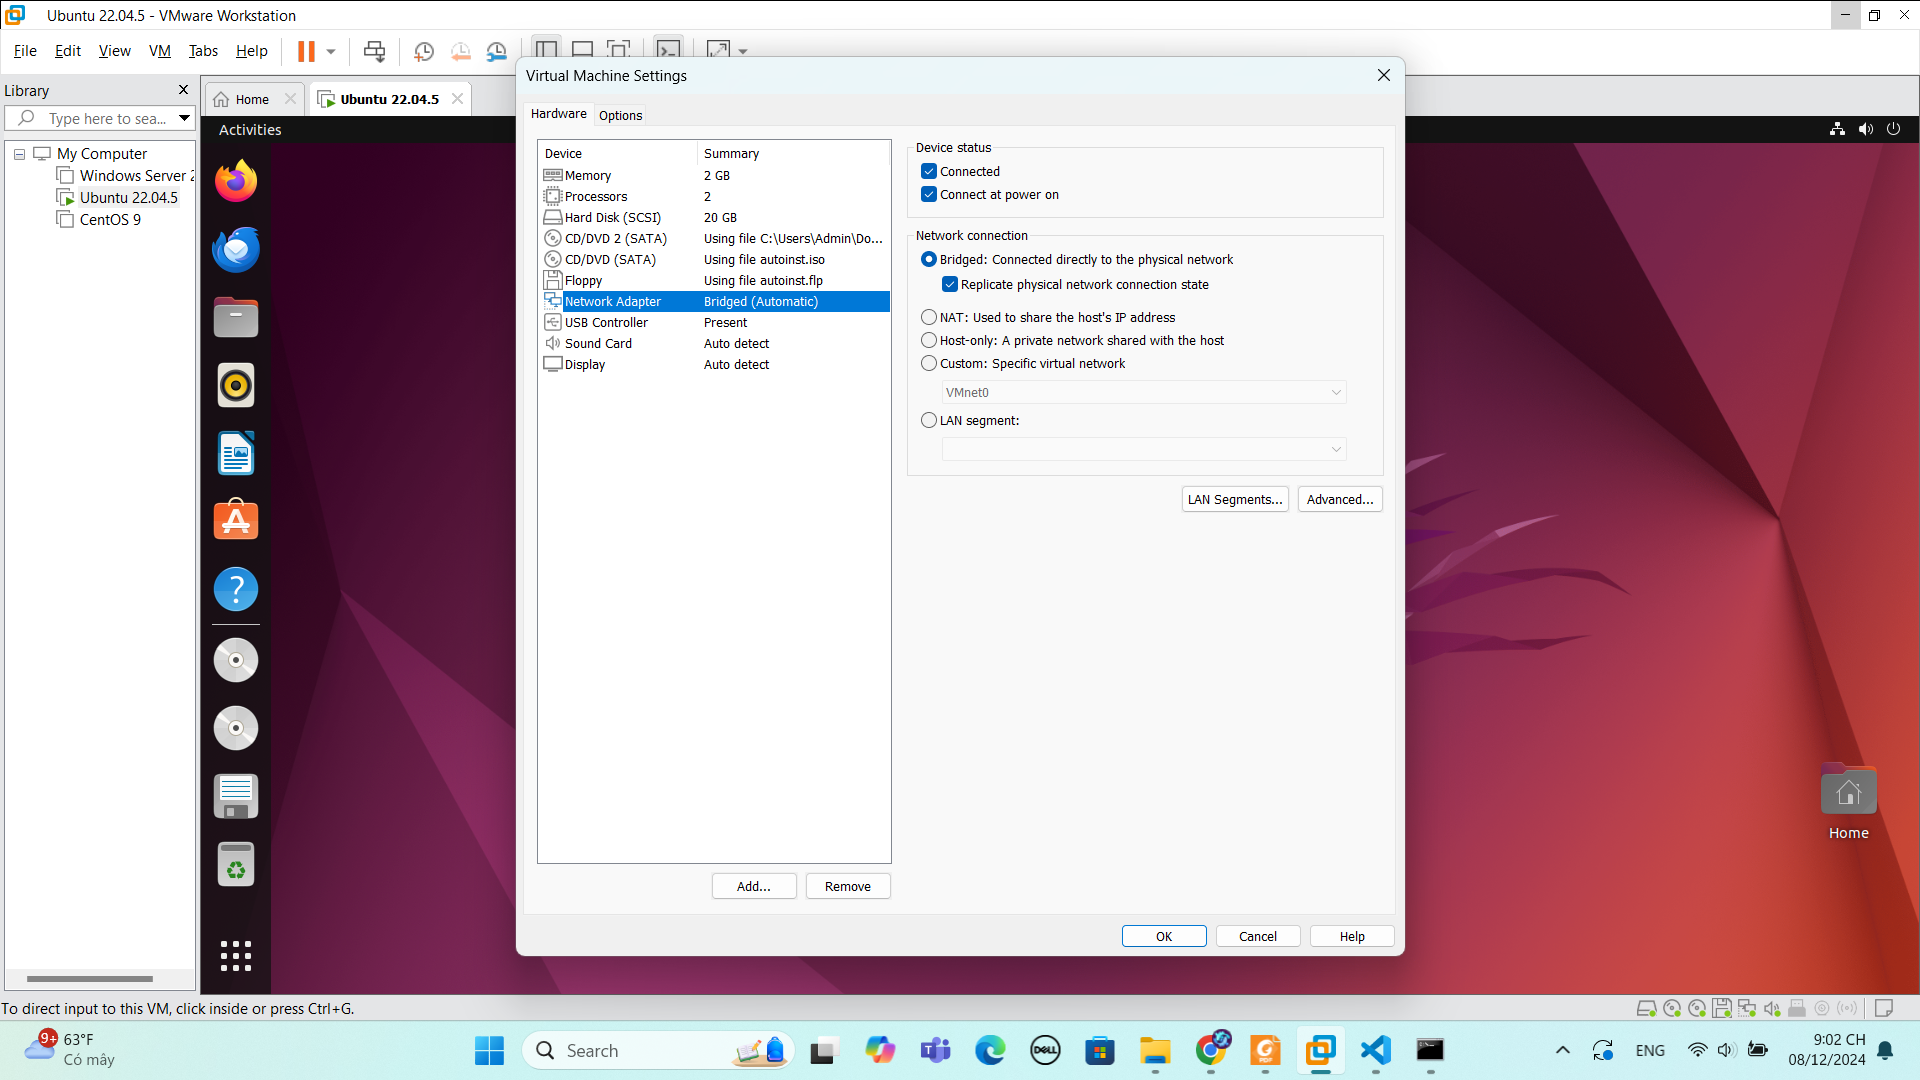 Ubuntu 22.04.5 - VMware Workstation
File Edit View VM Tabs Help
Library
Type here to sea...
My Computer
Windows Server 2
Ubuntu 22.04.5
CentOS 9
Home
Ubuntu 22.04.5
Activities
Virtual Machine Settings
Hardware Options
Device Summary
Memory 2 GB
Processors 2
Hard Disk (SCSI) 20 GB
CD/DVD 2 (SATA) Using file C:\Users\Admin\Do...
CD/DVD (SATA) Using file autoinst.iso
Floppy Using file autoinst.flp
Network Adapter Bridged (Automatic)
USB Controller Present
Sound Card Auto detect
Display Auto detect
Add... Remove
Device status
Connected
Connect at power on
Network connection
Bridged: Connected directly to the physical network
Replicate physical network connection state
NAT: Used to share the host's IP address
Host-only: A private network shared with the host
Custom: Specific virtual network
VMnet0
LAN segment:
LAN Segments... Advanced...
OK Cancel Help
Home
To direct input to this VM, click inside or press Ctrl+G.
9+
63°F
Có mây
Search
DELL
PDF
ENG
9:02 CH
08/12/2024